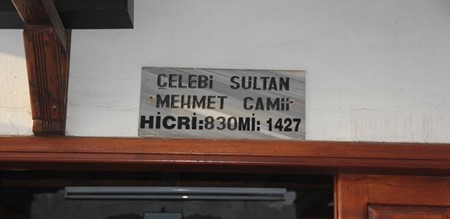 ÇELEBİ SULTAN
MEHMET CAMİİ
HİCRİ:830Mİ: 1427